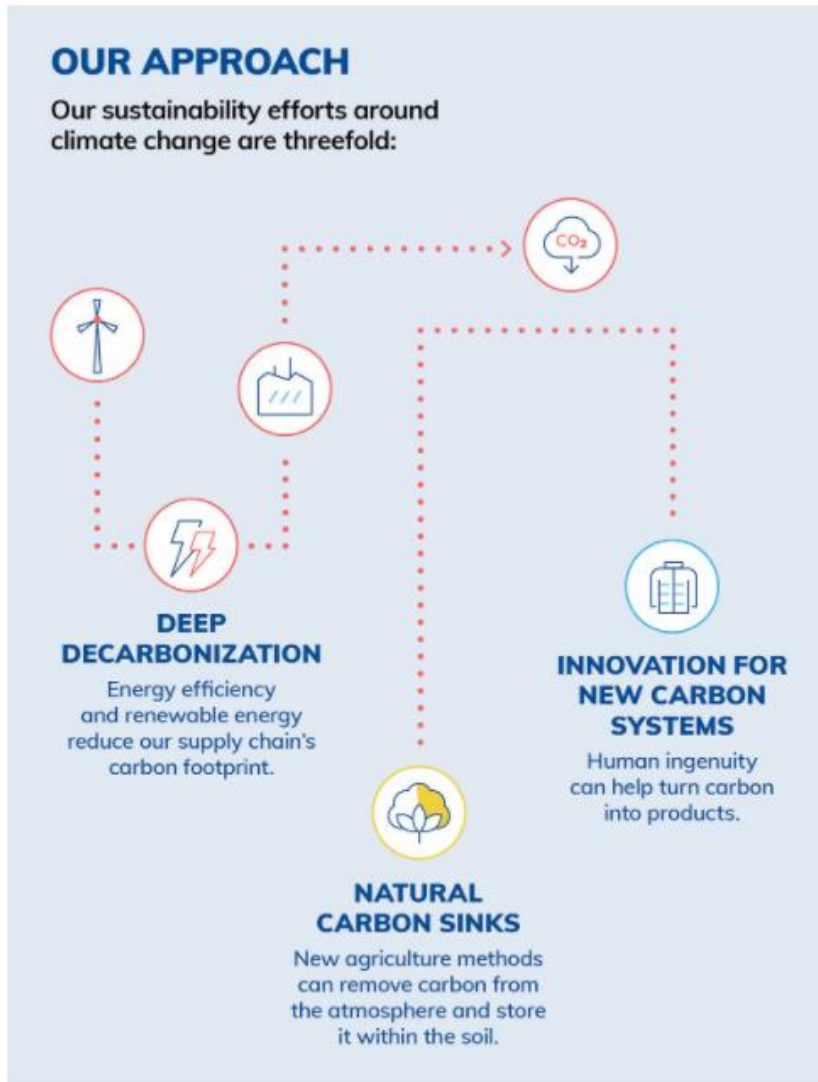 OUR APPROACH
Our sustainability efforts around
climate change are threefold:
CO₂
DEEP
DECARBONIZATION
Energy efficiency
and renewable energy
reduce our supply chain’s
carbon footprint.
INNOVATION FOR
NEW CARBON
SYSTEMS
Human ingenuity
can help turn carbon
into products.
NATURAL
CARBON SINKS
New agriculture methods
can remove carbon from
the atmosphere and store
it within the soil.